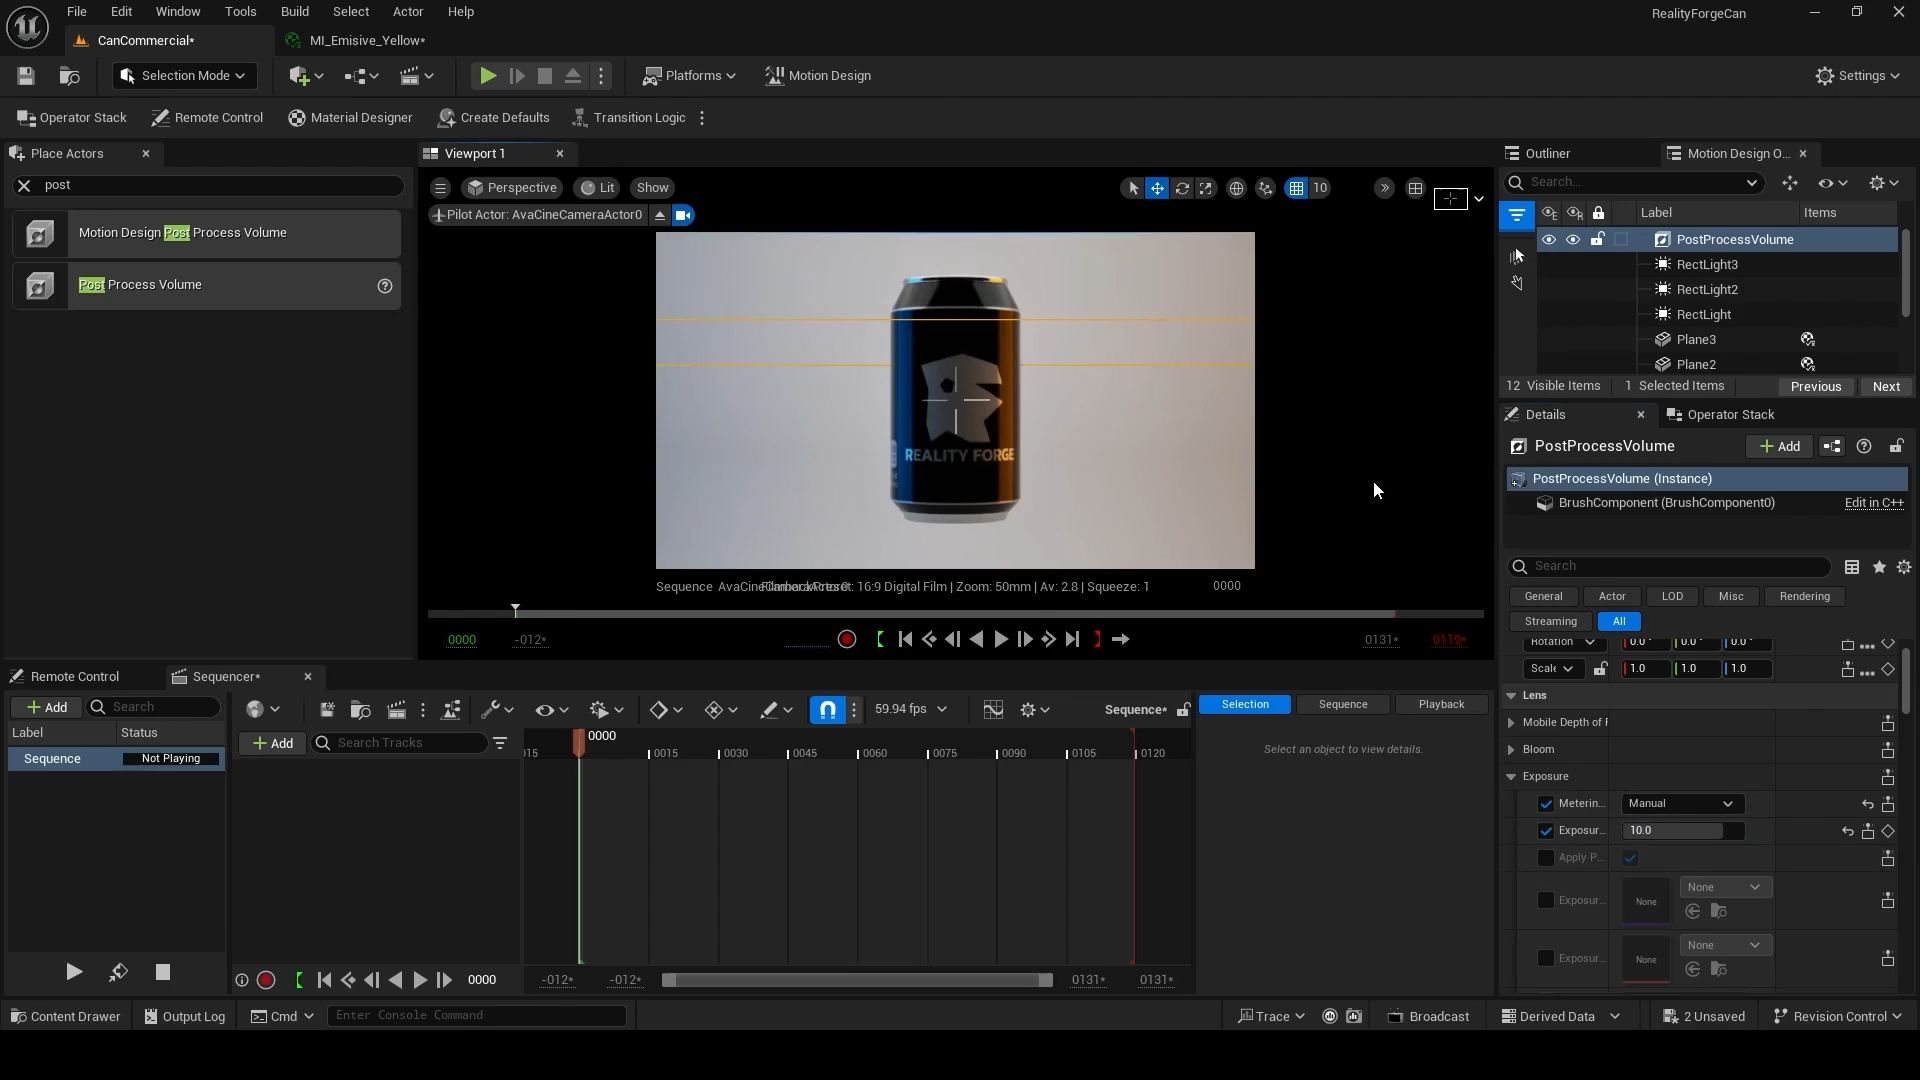 File Edit Window Tools Build Select Actor Help
RealityForgeCan
CanCommercial*
MI_Emisive_Yellow*
Selection Mode
Platforms
Motion Design
Settings
Operator Stack
Remote Control
Material Designer
Create Defaults
Transition Logic
Place Actors
post
Motion Design Post Process Volume
Post Process Volume
Viewport 1
Perspective
Lit
Show
10
Pilot Actor: AvaCineCameraActor0
REALITY FORGE
Sequence
: 16:9 Digital Film | Zoom: 50mm | Av: 2.8 | Squeeze: 1
0000
0000
-012*
0131*
0119*
Outliner
Motion Design O...
Search...
Label
Items
PostProcessVolume
RectLight3
RectLight2
RectLight
Plane3
Plane2
12 Visible Items
1 Selected Items
Previous
Next
Details
Operator Stack
PostProcessVolume
Add
PostProcessVolume (Instance)
BrushComponent (BrushComponent0)
Edit in C++
Search
General
Actor
LOD
Misc
Rendering
Streaming
All
Rotation
0.0
0.0
0.0
Scale
1.0
1.0
1.0
Lens
Mobile Depth of F
Bloom
Exposure
Meterin...
Manual
Exposur...
10.0
Apply P...
Exposur...
None
None
Exposur...
None
None
Remote Control
Sequencer*
Add
Search
Label
Status
Sequence
Not Playing
59.94 fps
Sequence*
Add
Search Tracks
0000
015
0015
0030
0045
0060
0075
0090
0105
0120
Selection
Sequence
Playback
Select an object to view details.
0000
-012*
-012*
0131*
0131*
Content Drawer
Output Log
Cmd
Enter Console Command
Trace
Broadcast
Derived Data
2 Unsaved
Revision Control